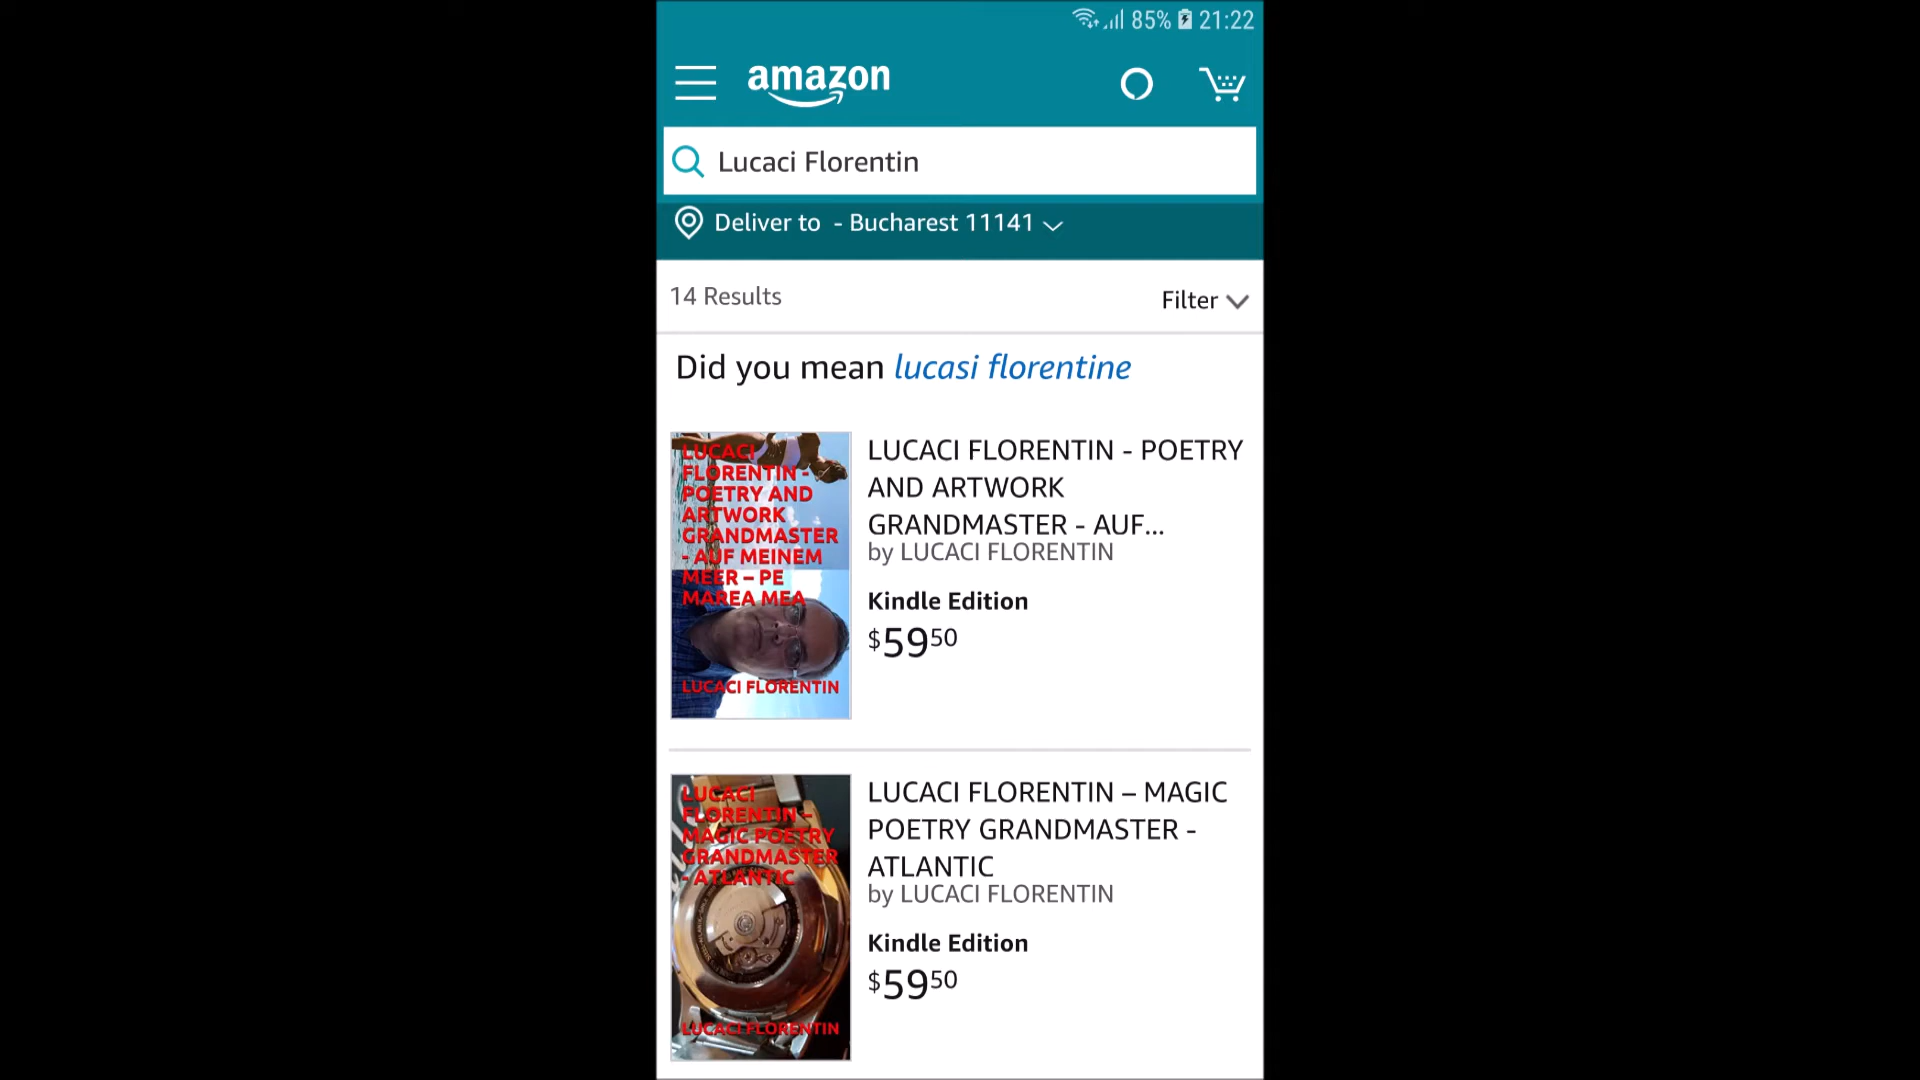 85% 21:22
amazon
Lucaci Florentin
Deliver to - Bucharest 11141
14 Results
Filter
Did you mean lucasi florentine
LUCACI
FLORENTIN -
POETRY AND
ARTWORK
GRANDMASTER
- AUF MEINEM
MEER – PE
MAREA MEA
LUCACI FLORENTIN
LUCACI FLORENTIN - POETRY
AND ARTWORK
GRANDMASTER - AUF...
by LUCACI FLORENTIN
Kindle Edition
$5950
LUCACI
FLORENTIN –
MAGIC POETRY
GRANDMASTER
- ATLANTIC
LUCACI FLORENTIN
LUCACI FLORENTIN – MAGIC
POETRY GRANDMASTER -
ATLANTIC
by LUCACI FLORENTIN
Kindle Edition
$5950